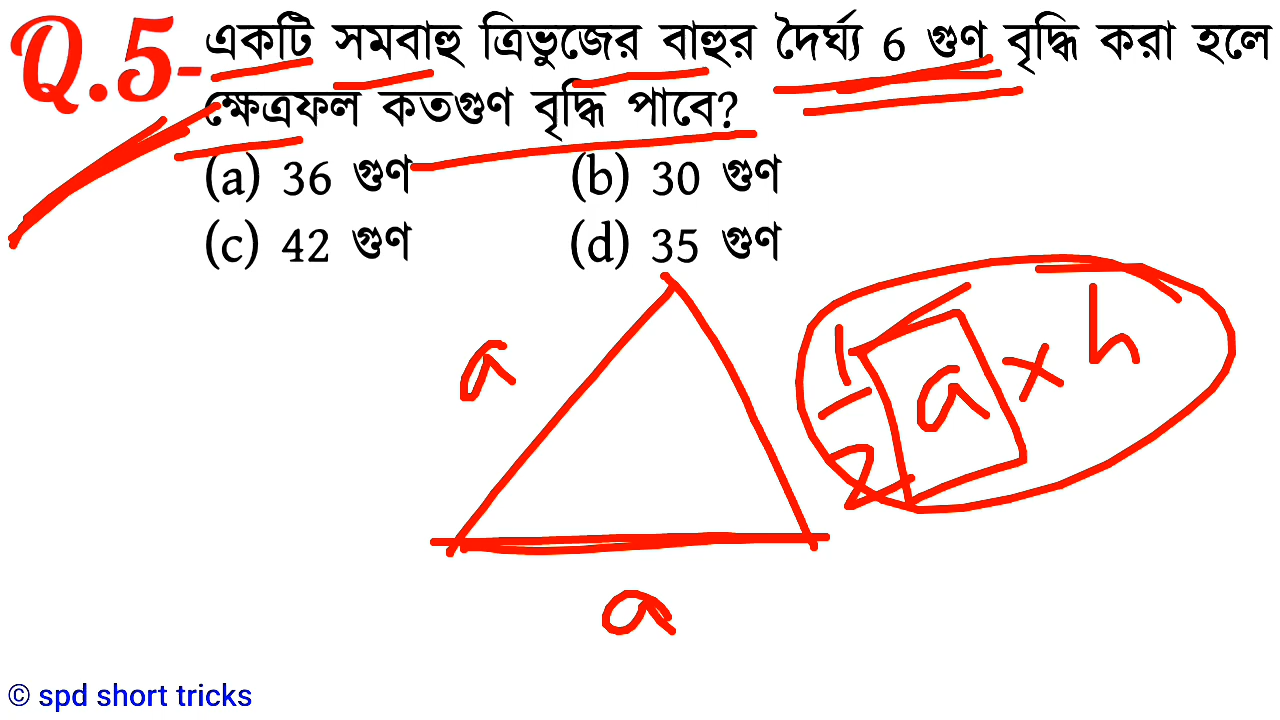 Q.5- একটি সমবাহু ত্রিভুজের বাহুর দৈর্ঘ্য 6 গুণ বৃদ্ধি করা হলে
ক্ষেত্রফল কতগুণ বৃদ্ধি পাবে?
(a) 36 গুণ (b) 30 গুণ
(c) 42 গুণ (d) 35 গুণ
a
1/2 a × h
a
© spd short tricks